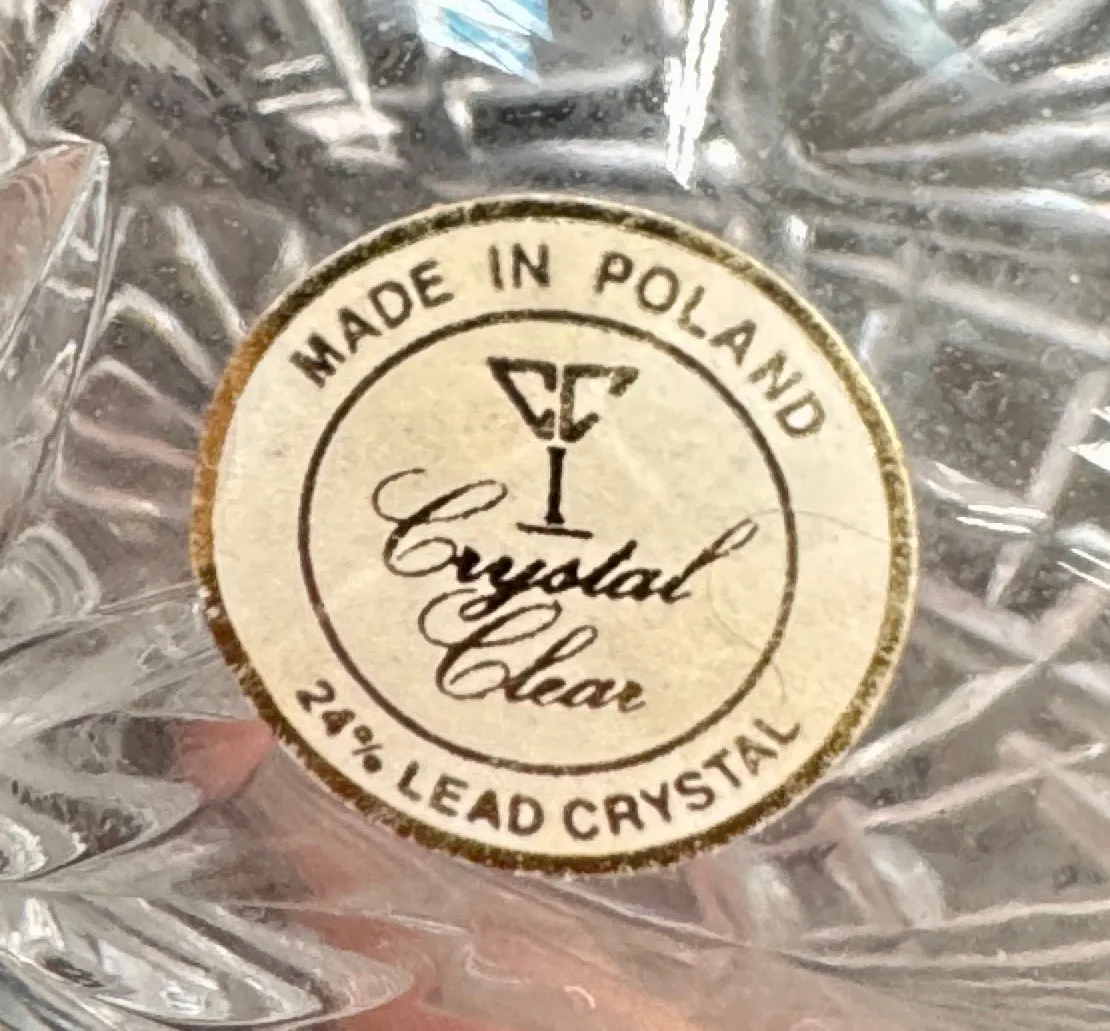 MADE IN POLAND
CC
Crystal
Clear
24% LEAD CRYSTAL